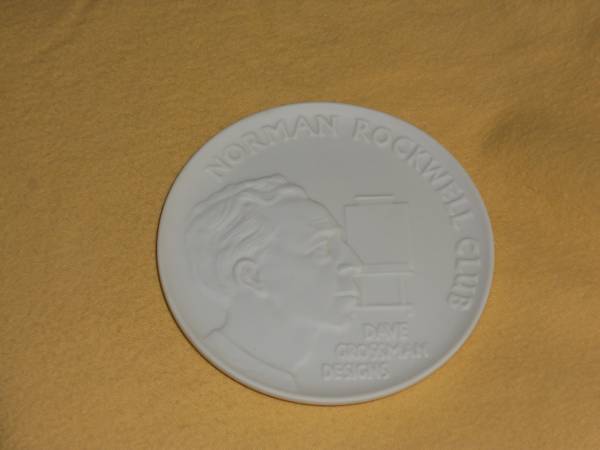 NORMAN ROCKWELL CLUB
DAVE
GROSSMAN
DESIGNS